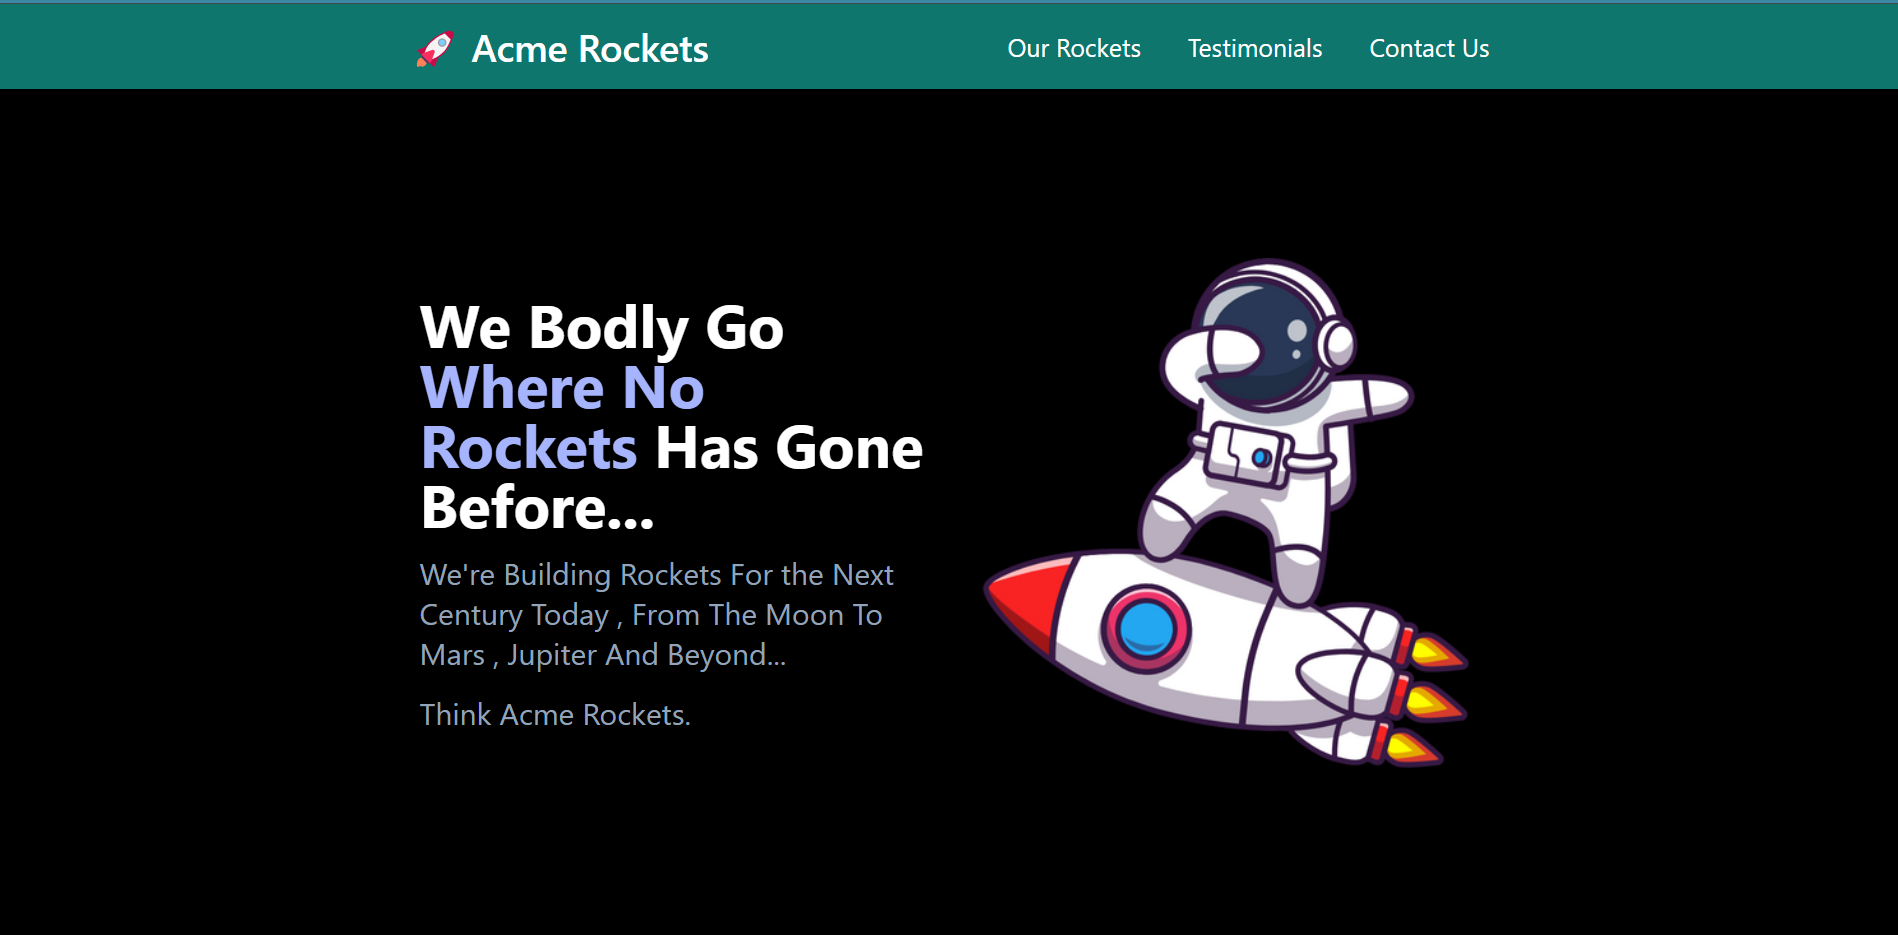 Acme Rockets
Our Rockets
Testimonials
Contact Us
We Bodly Go
Where No
Rockets Has Gone
Before...
We're Building Rockets For the Next
Century Today , From The Moon To
Mars , Jupiter And Beyond...
Think Acme Rockets.